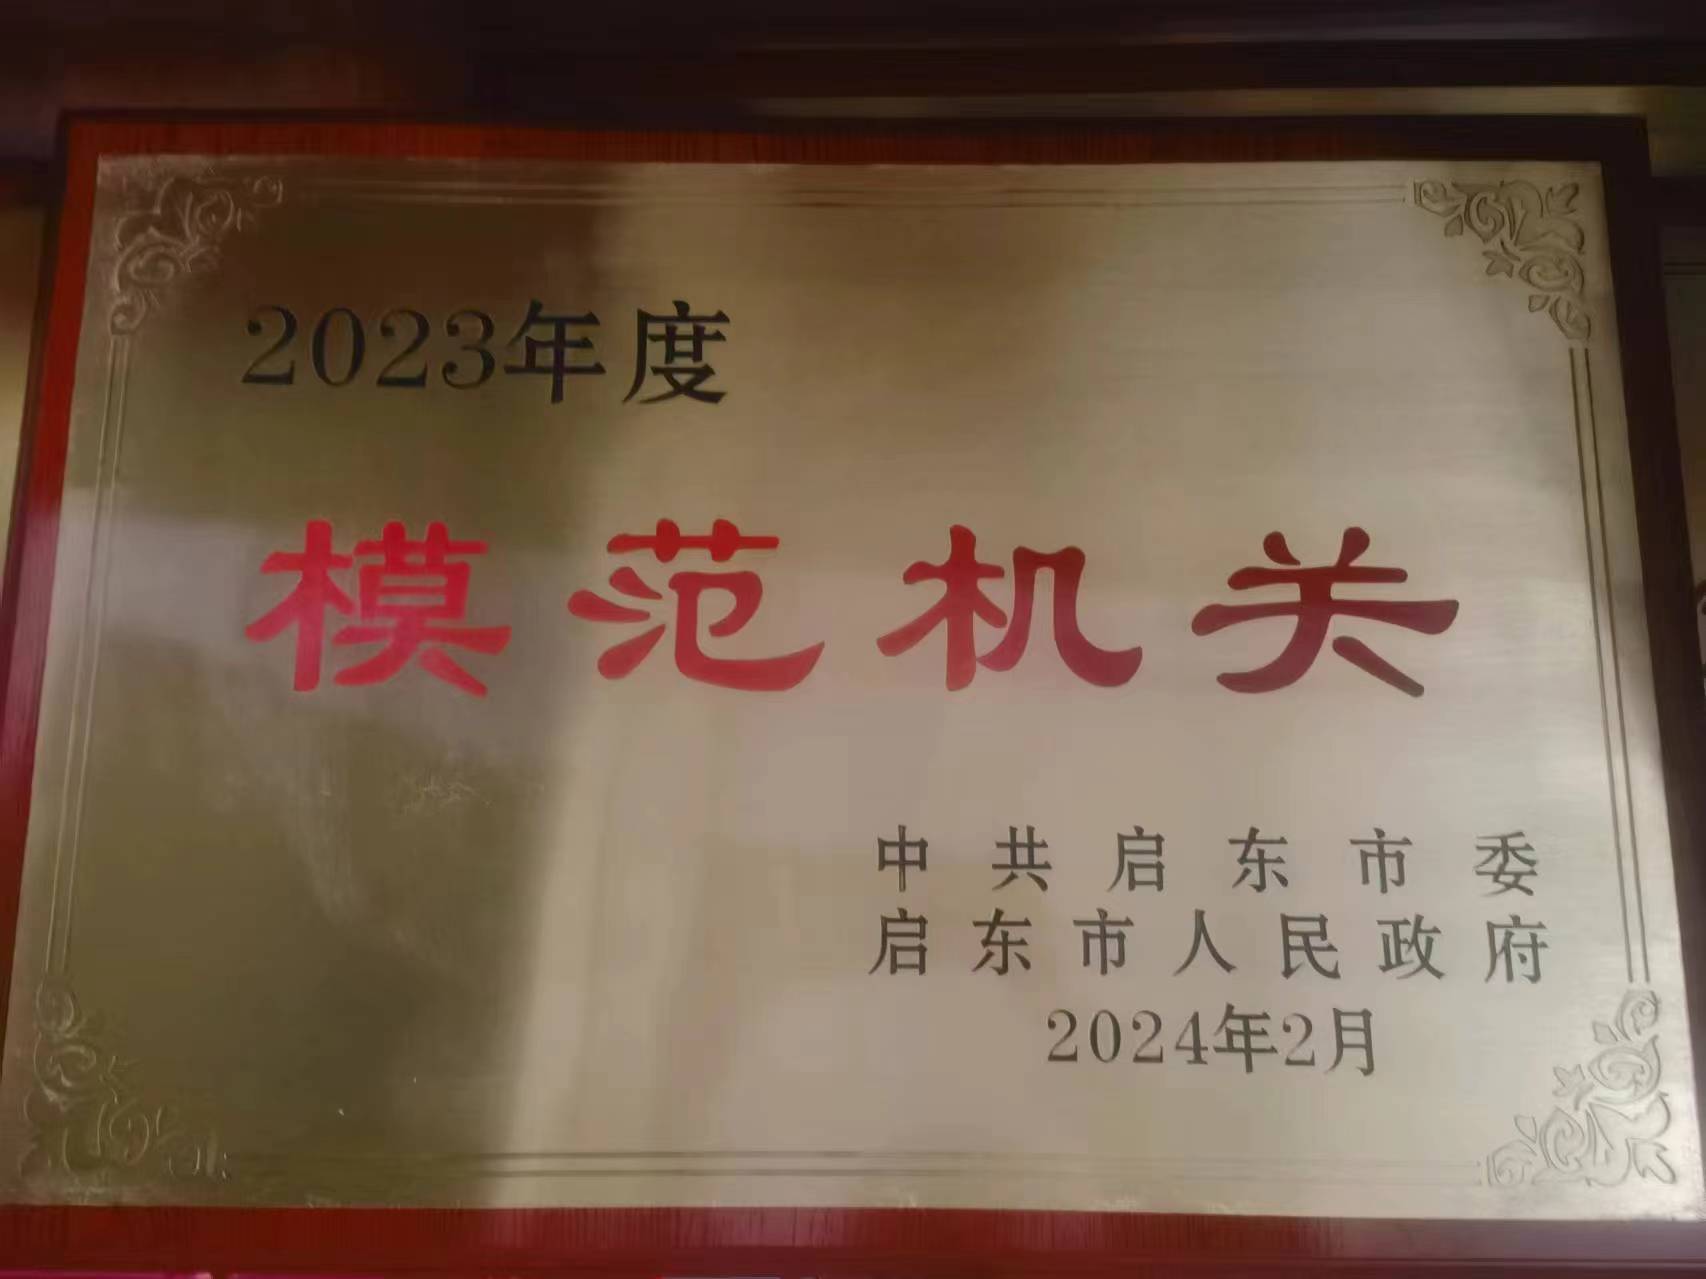 2023年度
模范机关
中共启东市委
启东市人民政府
2024年2月